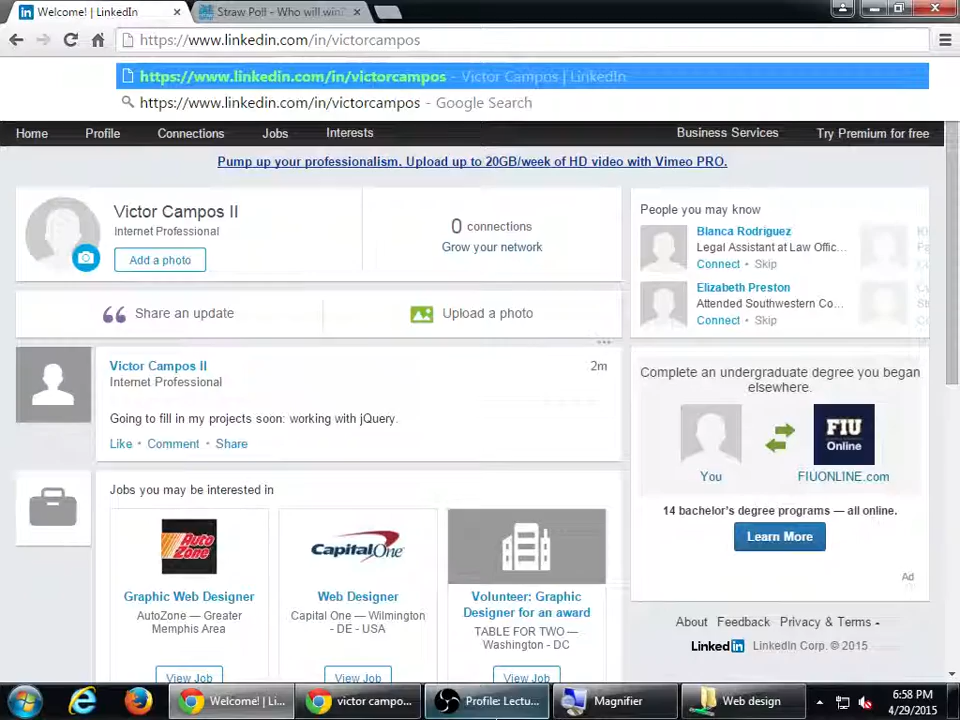 Welcome! | LinkedIn
Straw Poll - Who will win?
https://www.linkedin.com/in/victorcampos
https://www.linkedin.com/in/victorcampos - Victor Campos | LinkedIn
https://www.linkedin.com/in/victorcampos - Google Search
Home Profile Connections Jobs Interests Business Services Try Premium for free
Pump up your professionalism. Upload up to 20GB/week of HD video with Vimeo PRO.
Victor Campos II
Internet Professional
Add a photo
0 connections
Grow your network
People you may know
Blanca Rodriguez
Legal Assistant at Law Offic...
Connect • Skip
Elizabeth Preston
Attended Southwestern Co...
Connect • Skip
Share an update
Upload a photo
Victor Campos II
2m
Internet Professional
Going to fill in my projects soon: working with jQuery.
Like • Comment • Share
Complete an undergraduate degree you began
elsewhere.
FIU
Online
You
FIUONLINE.com
14 bachelor's degree programs — all online.
Learn More
Ad
Jobs you may be interested in
Auto
Zone
Graphic Web Designer
AutoZone — Greater
Memphis Area
View Job
CapitalOne
Web Designer
Capital One — Wilmington
- DE - USA
View Job
Volunteer: Graphic
Designer for an award
TABLE FOR TWO —
Washington - DC
View Job
About Feedback Privacy & Terms
Linked in LinkedIn Corp. © 2015
Welcome! | Li...
victor campo...
Profile: Lectu...
Magnifier
Web design
6:58 PM
4/29/2015